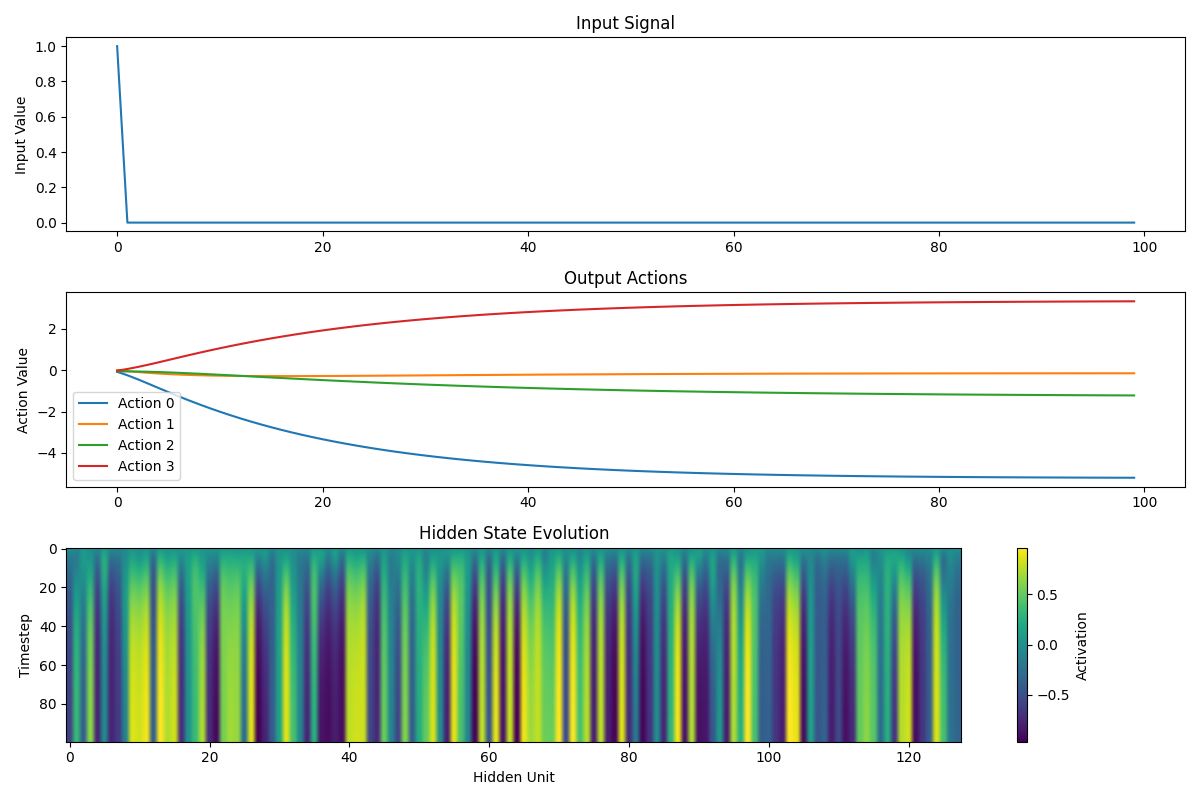 Input Signal
Input Value
1.0
0.8
0.6
0.4
0.2
0.0
0 20 40 60 80 100
Output Actions
Action Value
2
0
−2
−4
Action 0
Action 1
Action 2
Action 3
0 20 40 60 80 100
Hidden State Evolution
Timestep
0
20
40
60
80
0 20 40 60 80 100 120
Hidden Unit
0.5
0.0
−0.5
Activation